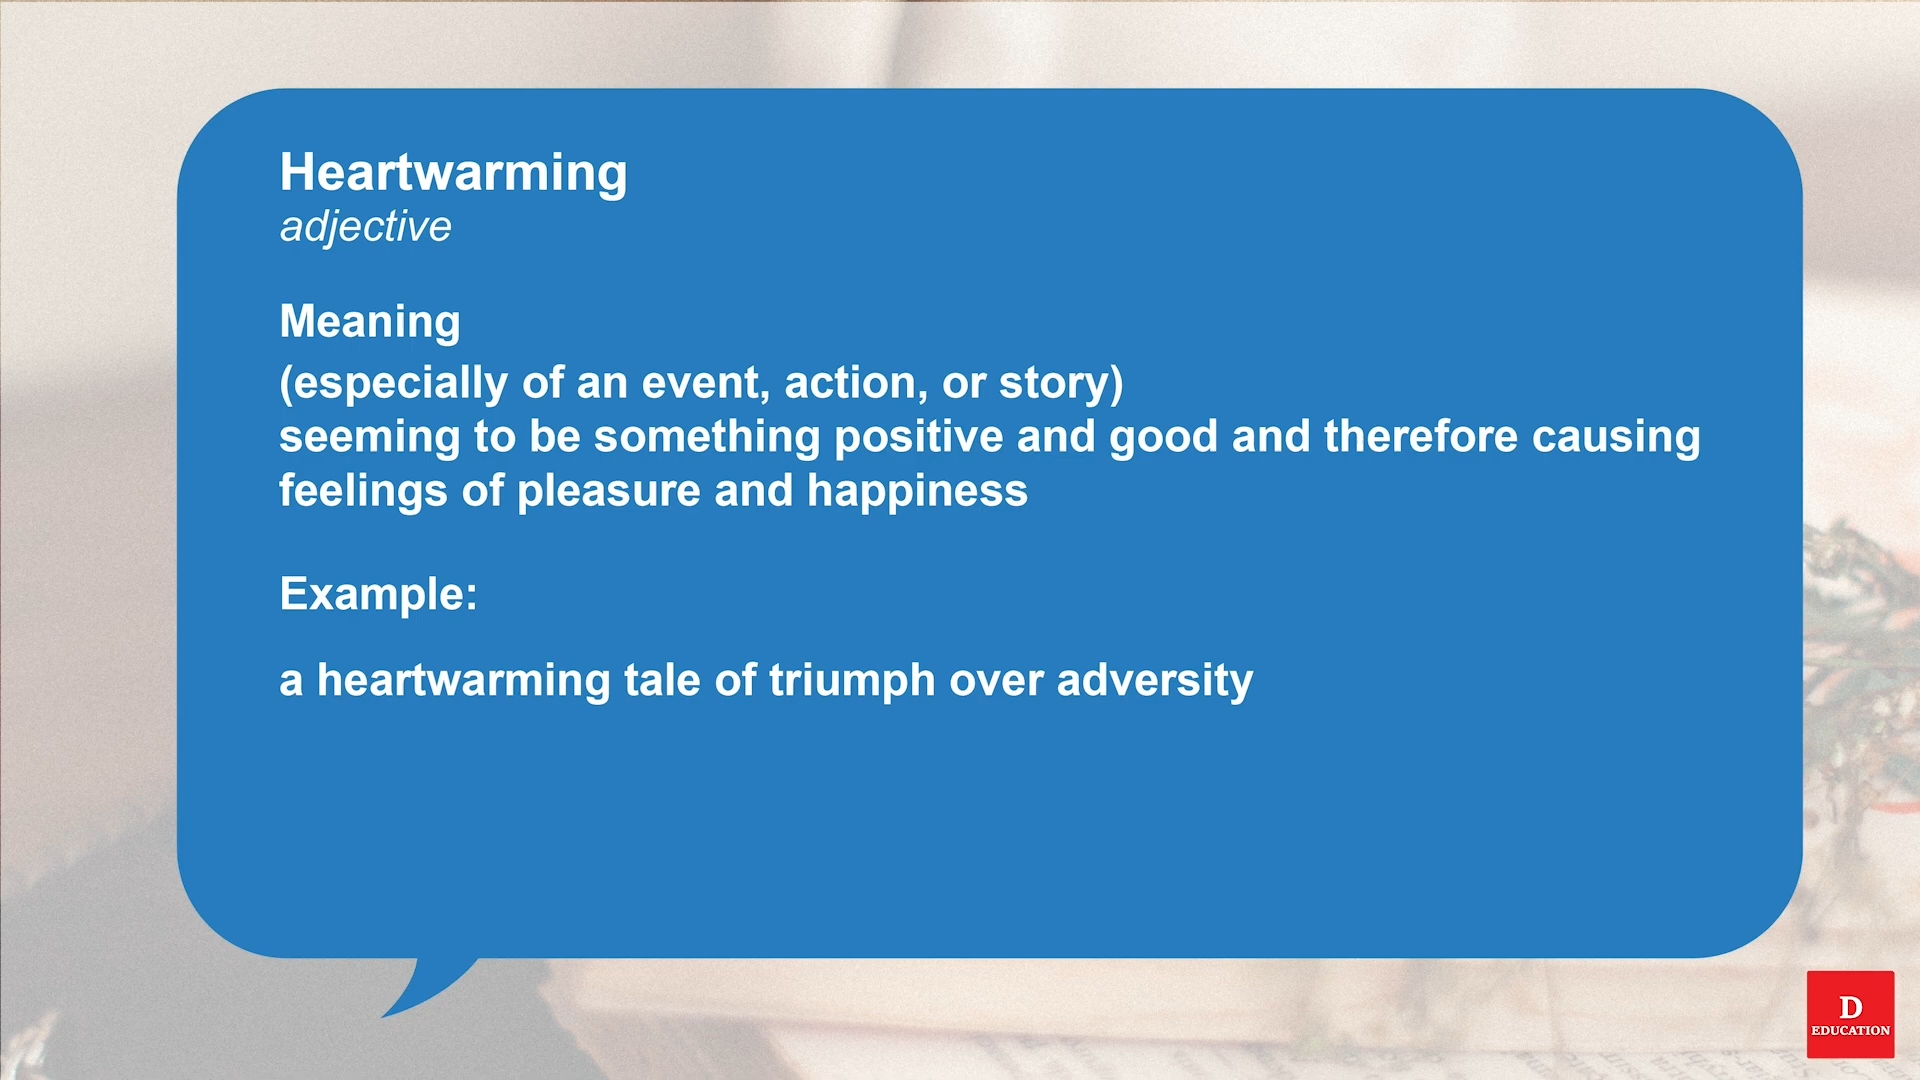 Heartwarming
adjective
Meaning
(especially of an event, action, or story)
seeming to be something positive and good and therefore causing
feelings of pleasure and happiness
Example:
a heartwarming tale of triumph over adversity
D
EDUCATION